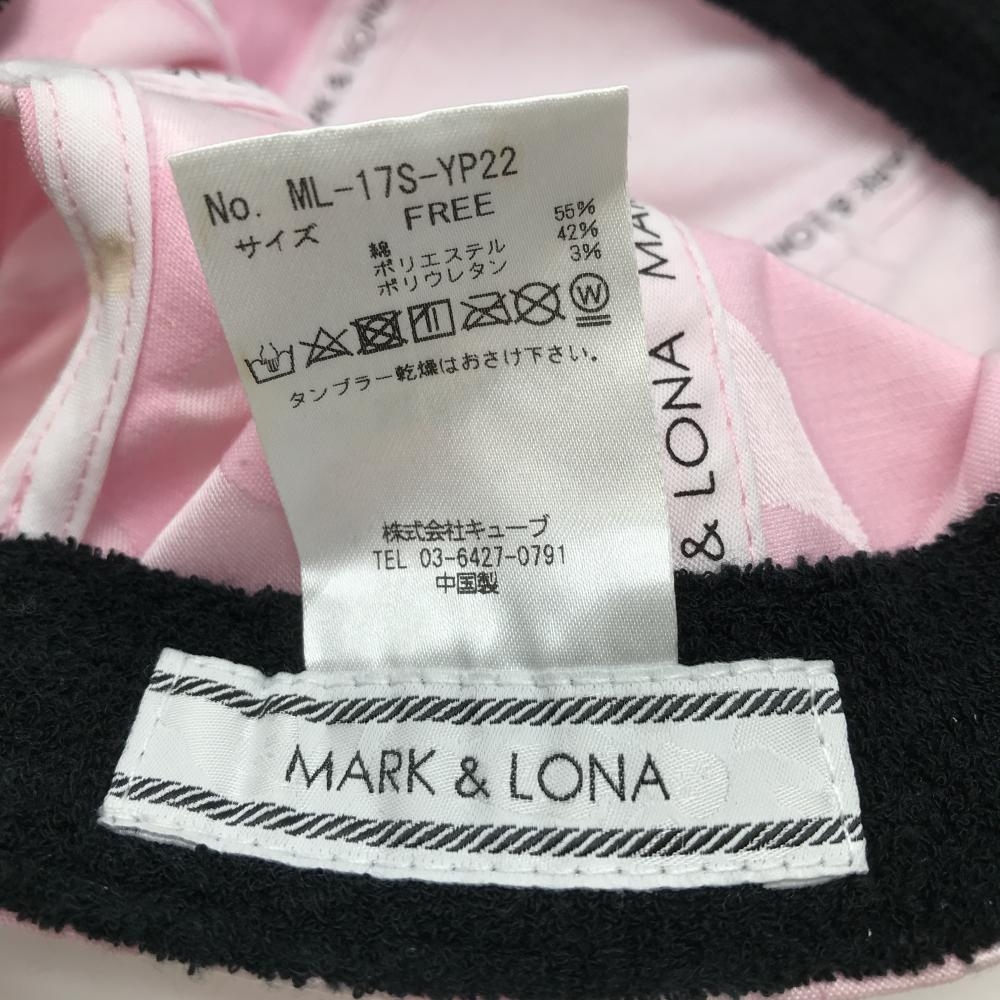 No. ML-17S-YP22
サイズ FREE
綿 55%
ポリエステル 42%
ポリウレタン 3%
W
タンブラー乾燥はおさけ下さい。
株式会社キューブ
TEL 03-6427-0791
中国製
MARK & LONA
& LONA MA